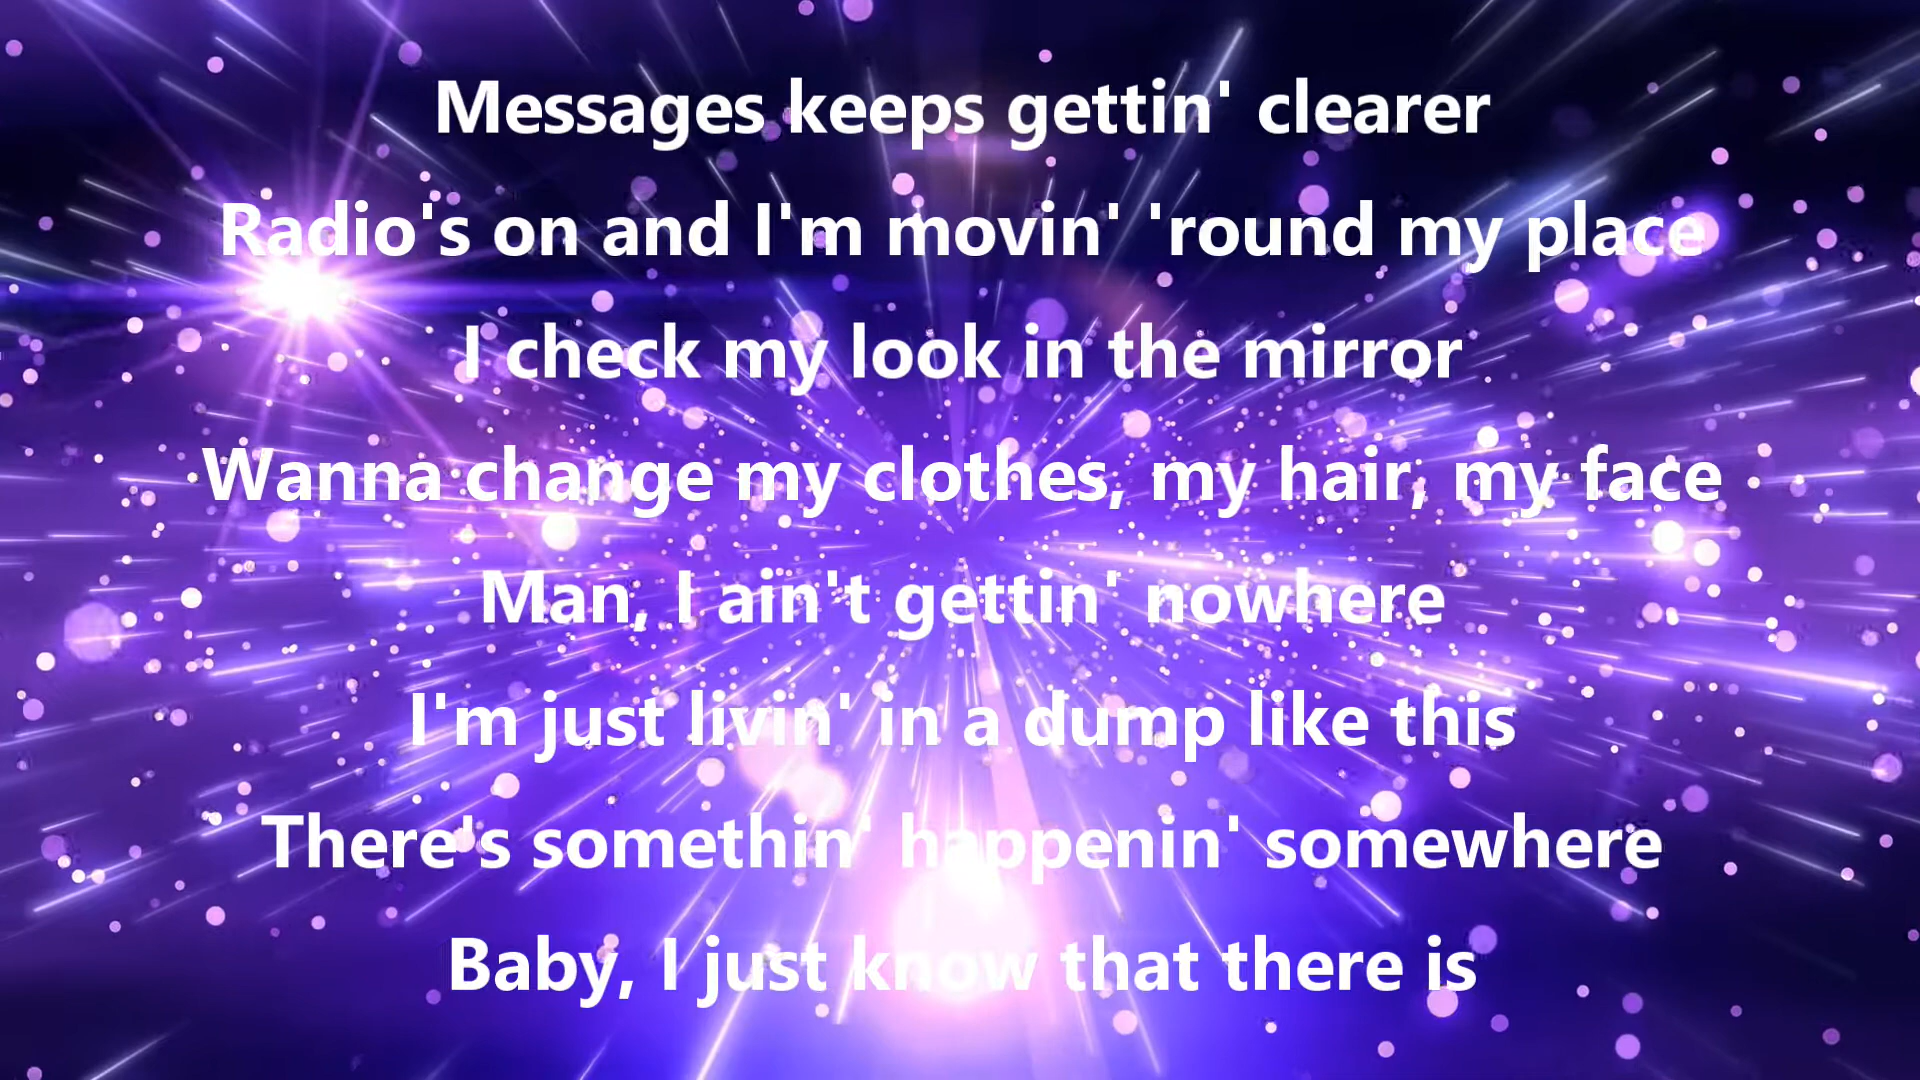 Messages keeps gettin' clearer
Radio's on and I'm movin' 'round my place
I check my look in the mirror
Wanna change my clothes, my hair, my face
Man, I ain't gettin' nowhere
I'm just livin' in a dump like this
There's somethin' happenin' somewhere
Baby, I just know that there is